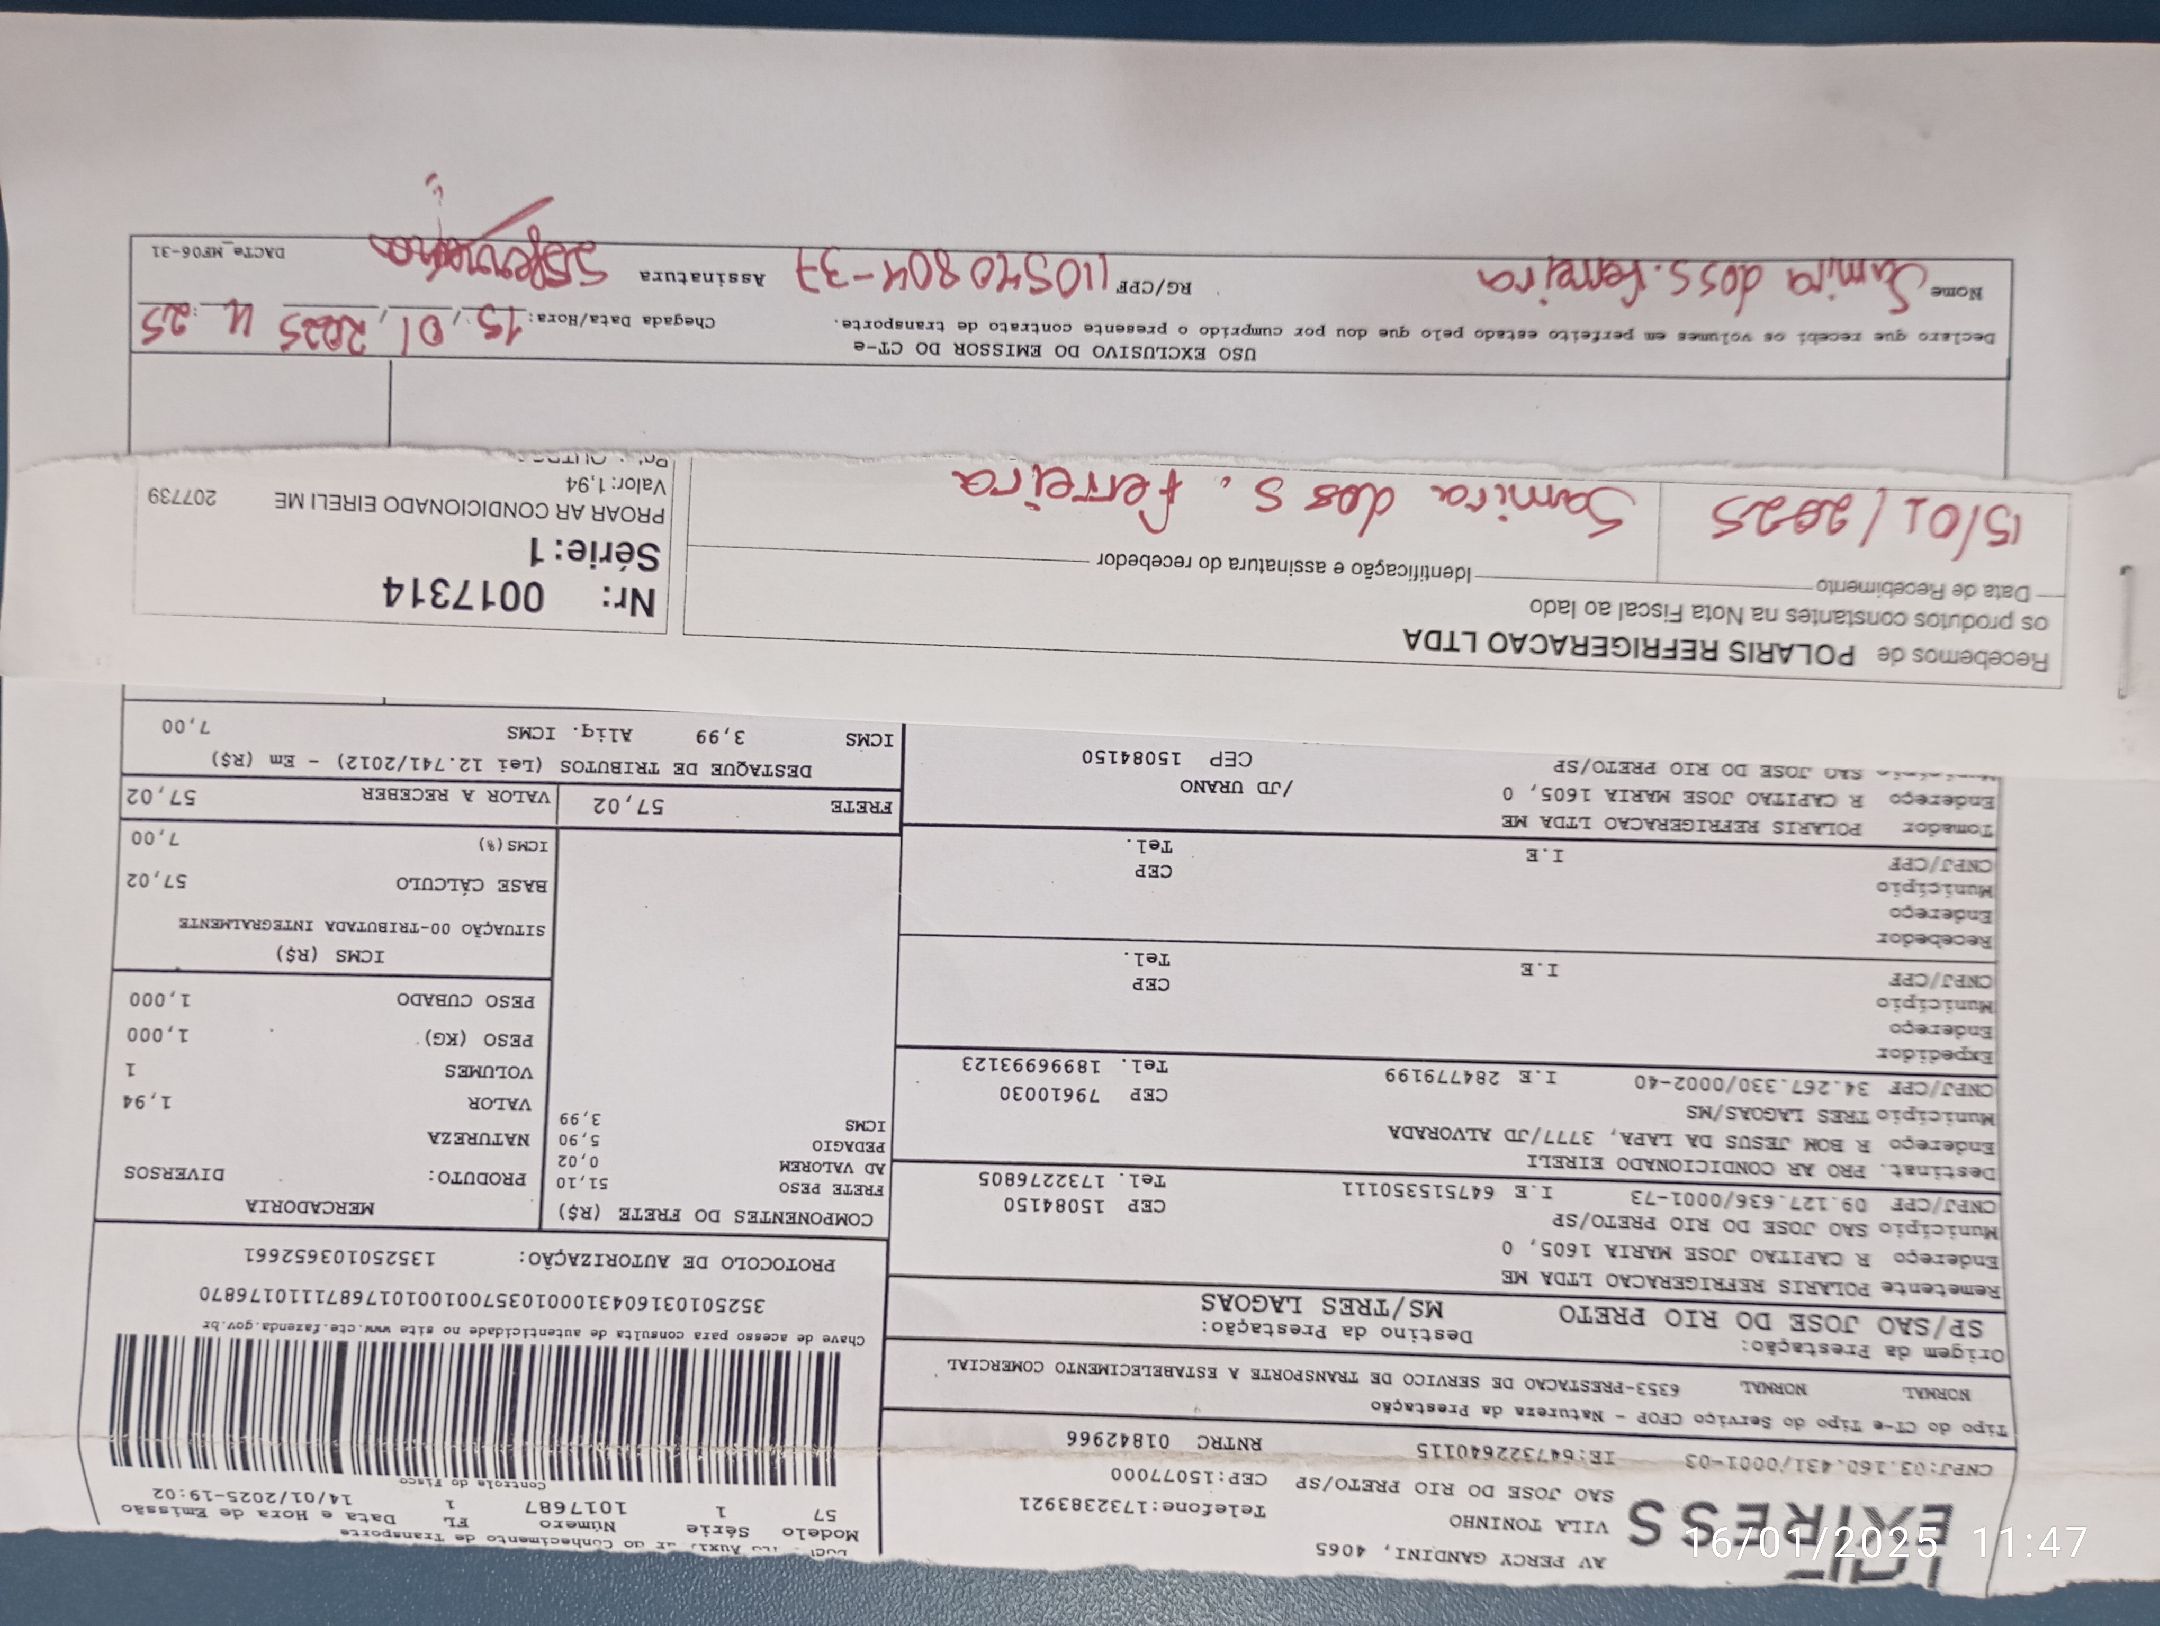 EXPRESS
AV PERCY GANDINI, 4065
VILA TONINHO
SAO JOSE DO RIO PRETO/SP CEP:15077000
Telefone:1732383921
CNPJ:03.160.431/0001-03 IE:647322640115 RNTRC 01842966
Tipo do CT-e Tipo do Serviço CFOP - Natureza da Prestação
NORMAL NORMAL 6353-PRESTACAO DE SERVICO DE TRANSPORTE A ESTABELECIMENTO COMERCIAL
Origem da Prestação: Destino da Prestação:
SP/SAO JOSE DO RIO PRETO MS/TRES LAGOAS
Remetente POLARIS REFRIGERACAO LTDA ME
Endereço R CAPITAO JOSE MARIA 1605, 0
Município SAO JOSE DO RIO PRETO/SP CEP 15084150
CNPJ/CPF 09.127.636/0001-73 I.E 647515350111 Tel. 1732276805
Destinat. PRO AR CONDICIONADO EIRELI
Endereço R BOM JESUS DA LAPA, 3777/JD ALVORADA
Município TRES LAGOAS/MS CEP 79610030
CNPJ/CPF 34.267.330/0002-40 I.E 284779199 Tel. 18996993123
Expedidor
Endereço
Município CEP
CNPJ/CPF I.E Tel.
Recebedor
Endereço
Município CEP
CNPJ/CPF I.E Tel.
Tomador POLARIS REFRIGERACAO LTDA ME
Endereço R CAPITAO JOSE MARIA 1605, 0 /JD URANO
Município SAO JOSE DO RIO PRETO/SP CEP 15084150
do Conhecimento de Transporte
Modelo Série Número FL Data e Hora de Emissão
57 1 1017687 1 14/01/2025-19:02
Controle do Fisco
Chave de acesso para consulta de autenticidade no site www.cte.fazenda.gov.br
35250103160431000103570010010176871110176870
PROTOCOLO DE AUTORIZAÇÃO: 135250103652661
COMPONENTES DO FRETE (R$)
FRETE PESO 51,10
AD VALOREM 0,02
PEDAGIO 5,90
ICMS 3,99
MERCADORIA
PRODUTO: DIVERSOS
NATUREZA
VALOR 1,94
VOLUMES 1
PESO (KG) 1,000
PESO CUBADO 1,000
ICMS (R$)
SITUAÇÃO 00-TRIBUTADA INTEGRALMENTE
BASE CÁLCULO 57,02
ICMS(%) 7,00
FRETE 57,02 VALOR A RECEBER 57,02
DESTAQUE DE TRIBUTOS (Lei 12.741/2012) - Em (R$)
ICMS 3,99 Aliq. ICMS 7,00
Recebemos de POLARIS REFRIGERACAO LTDA
os produtos constantes na Nota Fiscal ao lado
Data de Recebimento Identificação e assinatura do recebedor
15/01/2025 Samira dos S. Ferreira
Nr: 0017314
Série:1
PROAR AR CONDICIONADO EIRELI ME 207739
Valor: 1,94
USO EXCLUSIVO DO EMISSOR DO CT-e
Declaro que recebi os volumes em perfeito estado pelo que dou por cumprido o presente contrato de transporte. Chegada Data/Hora: 15/01/2025 11:25
Nome Samira dos S. Ferreira RG/CPF 110570804-37 Assinatura
DACTe_MF06-31
16/01/2025 11:47